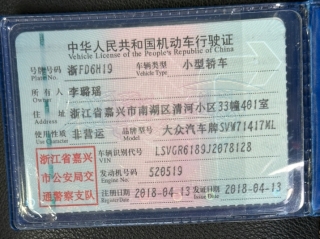 中华人民共和国机动车行驶证
Vehicle License of the People's Republic of China
号牌号码 浙FD6H19 车辆类型 小型轿车
Plate No. Vehicle Type
所有人 李璐瑶
Owner
住址 浙江省嘉兴市南湖区清河小区33幢401室
Address
使用性质 非营运 品牌型号 大众汽车牌SVW71417ML
Use Character Model
浙江省嘉兴市公安局交通警察支队
车辆识别代号 LSVGR6189J2078128
VIN
发动机号码 520519
Engine No.
注册日期 2018-04-13 发证日期 2018-04-13
Register Date Issue Date